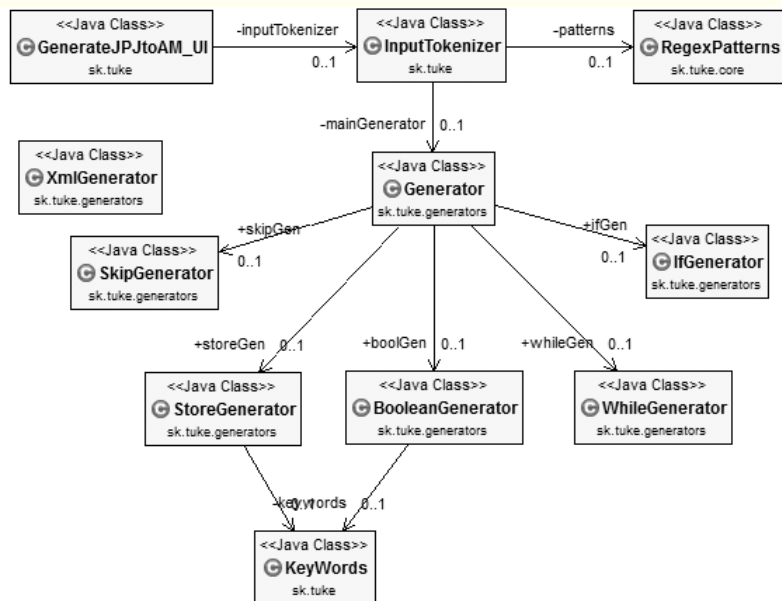 <<Java Class>>
GenerateJPJtoAM_UI
sk.tuke
-inputTokenizer
0..1
<<Java Class>>
InputTokenizer
sk.tuke
-patterns
0..1
<<Java Class>>
RegexPatterns
sk.tuke.core
-mainGenerator
0..1
<<Java Class>>
XmlGenerator
sk.tuke.generators
<<Java Class>>
Generator
sk.tuke.generators
+skipGen
0..1
<<Java Class>>
SkipGenerator
sk.tuke.generators
+ifGen
0..1
<<Java Class>>
IfGenerator
sk.tuke.generators
+storeGen
0..1
+boolGen
0..1
+whileGen
0..1
<<Java Class>>
StoreGenerator
sk.tuke.generators
<<Java Class>>
BooleanGenerator
sk.tuke.generators
<<Java Class>>
WhileGenerator
sk.tuke.generators
-keywords
0..1
0..1
<<Java Class>>
KeyWords
sk.tuke